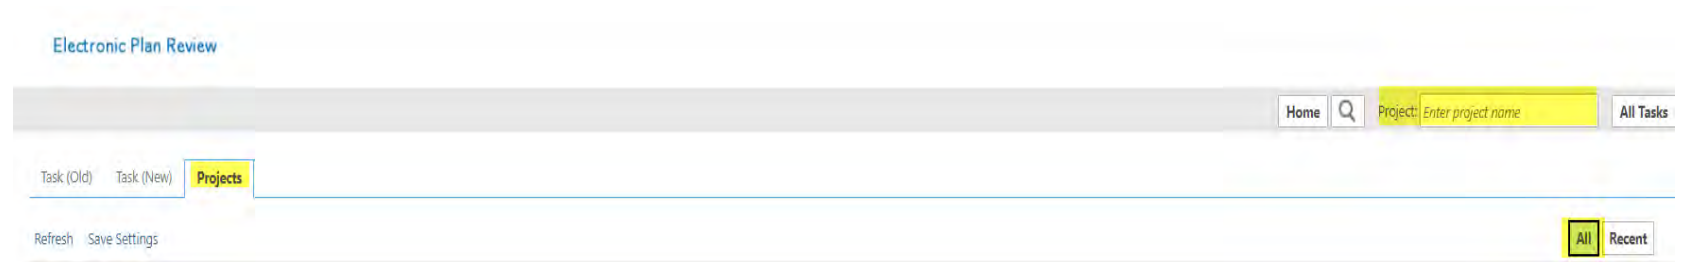 Electronic Plan Review
Home Project: Enter project name All Tasks
Task (Old) Task (New) Projects
Refresh Save Settings All Recent